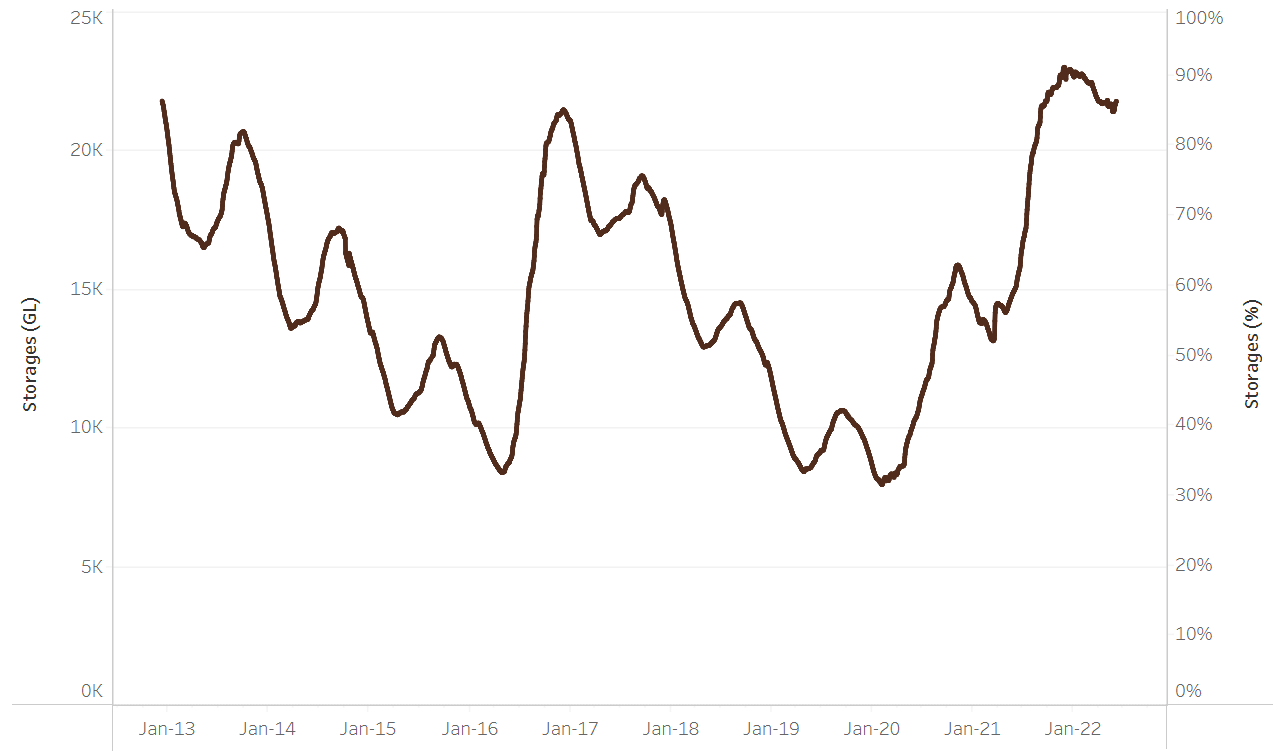 25K
20K
15K
10K
5K
0K
Storages (GL)
100%
90%
80%
70%
60%
50%
40%
30%
20%
10%
0%
Storages (%)
Jan-13 Jan-14 Jan-15 Jan-16 Jan-17 Jan-18 Jan-19 Jan-20 Jan-21 Jan-22